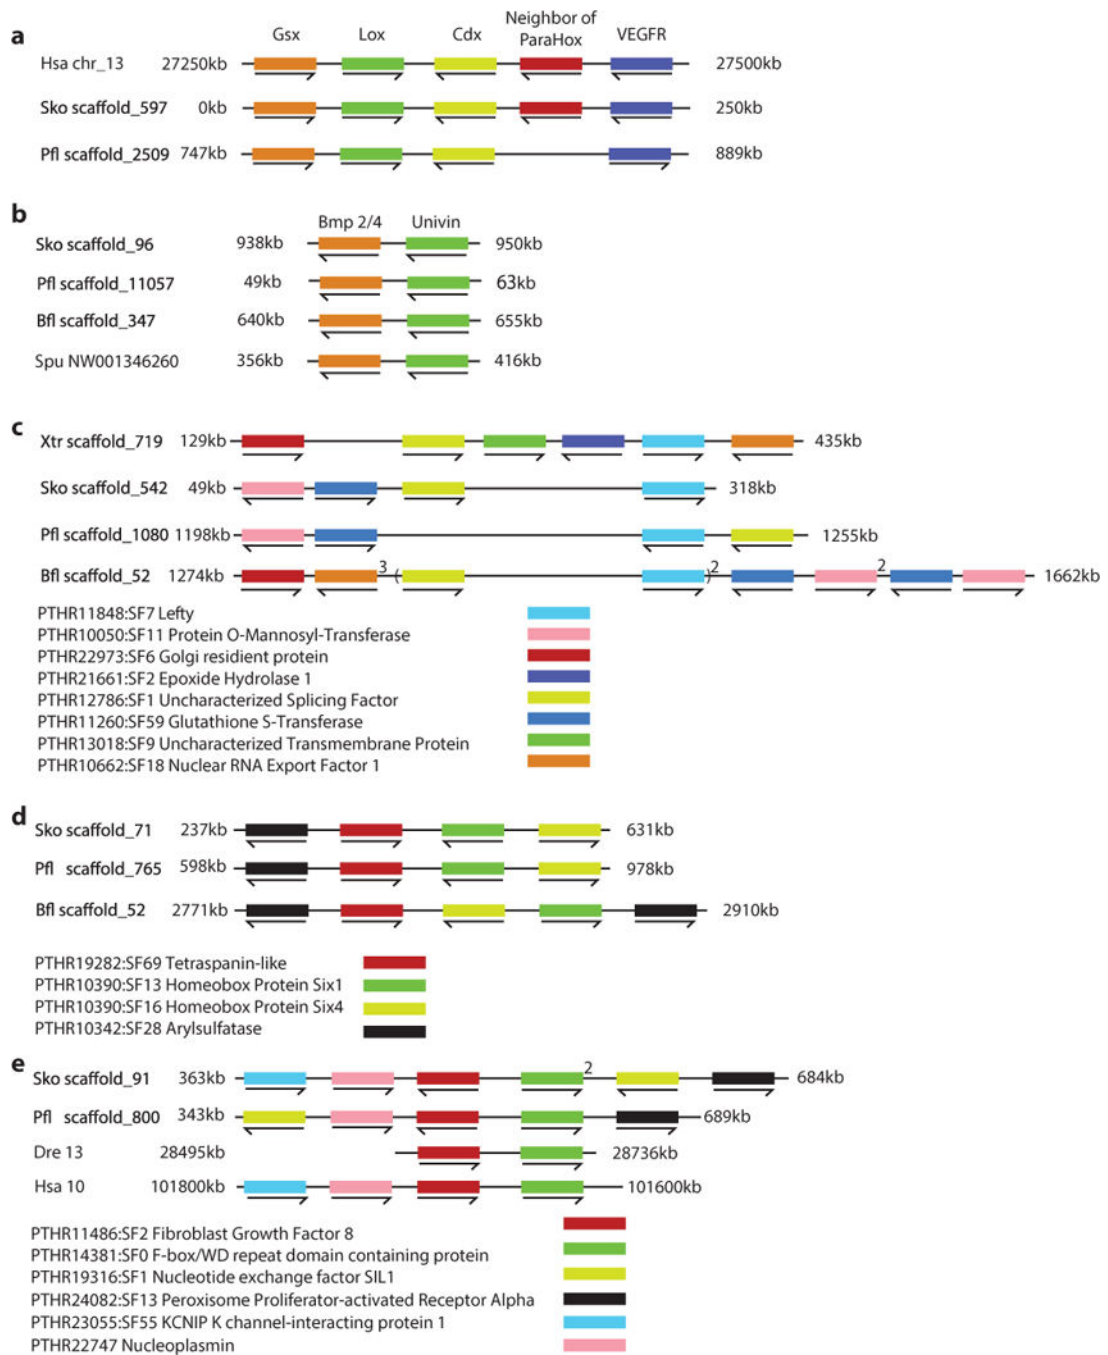 a
Gsx Lox Cdx Neighbor of ParaHox VEGFR
Hsa chr_13 27250kb 27500kb
Sko scaffold_597 0kb 250kb
Pfl scaffold_2509 747kb 889kb
b
Bmp 2/4 Univin
Sko scaffold_96 938kb 950kb
Pfl scaffold_11057 49kb 63kb
Bfl scaffold_347 640kb 655kb
Spu NW001346260 356kb 416kb
c
Xtr scaffold_719 129kb 435kb
Sko scaffold_542 49kb 318kb
Pfl scaffold_1080 1198kb 1255kb
Bfl scaffold_52 1274kb 3 ( ) 2 2 1662kb
PTHR11848:SF7 Lefty
PTHR10050:SF11 Protein O-Mannosyl-Transferase
PTHR22973:SF6 Golgi residient protein
PTHR21661:SF2 Epoxide Hydrolase 1
PTHR12786:SF1 Uncharacterized Splicing Factor
PTHR11260:SF59 Glutathione S-Transferase
PTHR13018:SF9 Uncharacterized Transmembrane Protein
PTHR10662:SF18 Nuclear RNA Export Factor 1
d
Sko scaffold_71 237kb 631kb
Pfl scaffold_765 598kb 978kb
Bfl scaffold_52 2771kb 2910kb
PTHR19282:SF69 Tetraspanin-like
PTHR10390:SF13 Homeobox Protein Six1
PTHR10390:SF16 Homeobox Protein Six4
PTHR10342:SF28 Arylsulfatase
e
Sko scaffold_91 363kb 2 684kb
Pfl scaffold_800 343kb 689kb
Dre 13 28495kb 28736kb
Hsa 10 101800kb 101600kb
PTHR11486:SF2 Fibroblast Growth Factor 8
PTHR14381:SF0 F-box/WD repeat domain containing protein
PTHR19316:SF1 Nucleotide exchange factor SIL1
PTHR24082:SF13 Peroxisome Proliferator-activated Receptor Alpha
PTHR23055:SF55 KCNIP K channel-interacting protein 1
PTHR22747 Nucleoplasmin